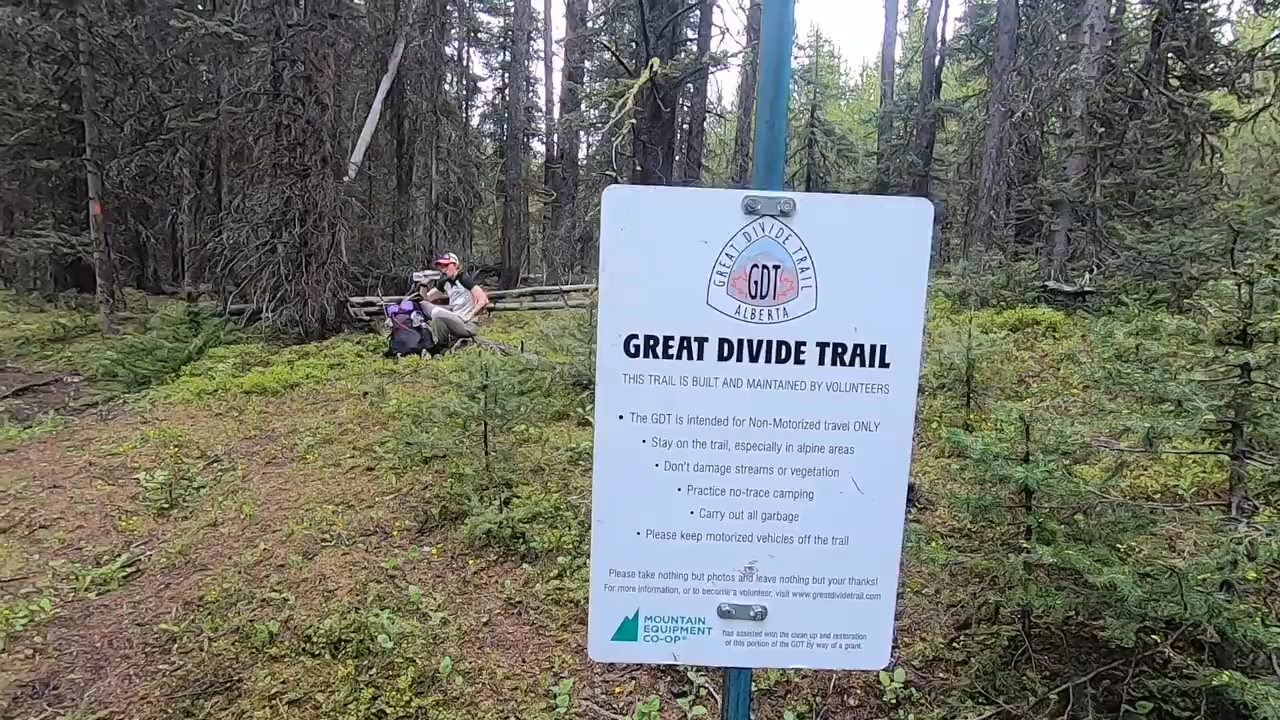 GREAT DIVIDE TRAIL
GDT
ALBERTA
GREAT DIVIDE TRAIL
THIS TRAIL IS BUILT AND MAINTAINED BY VOLUNTEERS
• The GDT is intended for Non-Motorized travel ONLY
• Stay on the trail, especially in alpine areas
• Don't damage streams or vegetation
• Practice no-trace camping
• Carry out all garbage
• Please keep motorized vehicles off the trail
Please take nothing but photos and leave nothing but your thanks!
For more information, or to become a volunteer, visit www.greatdividetrail.com
MOUNTAIN
EQUIPMENT
CO-OP®
has assisted with the clean up and restoration
of this portion of the GDT by way of a grant.